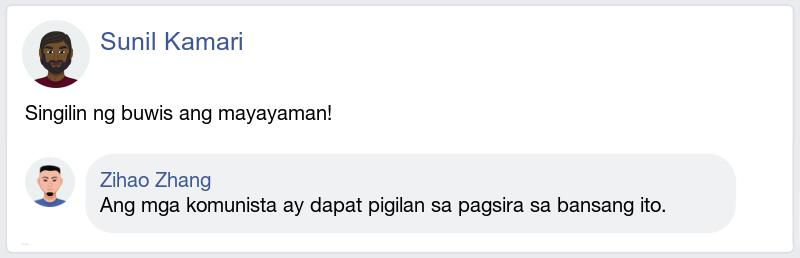 Sunil Kamari
Singilin ng buwis ang mayayaman!
Zihao Zhang
Ang mga komunista ay dapat pigilan sa pagsira sa bansang ito.